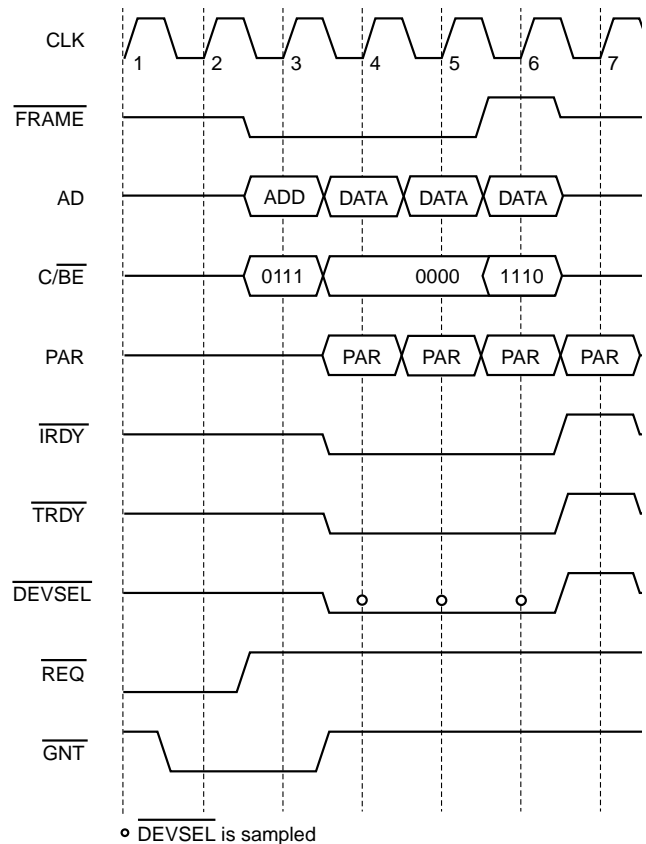 CLK
1 2 3 4 5 6 7
FRAME
AD ADD DATA DATA DATA
C/BE 0111 0000 1110
PAR PAR PAR PAR PAR
IRDY
TRDY
DEVSEL
REQ
GNT
DEVSEL is sampled